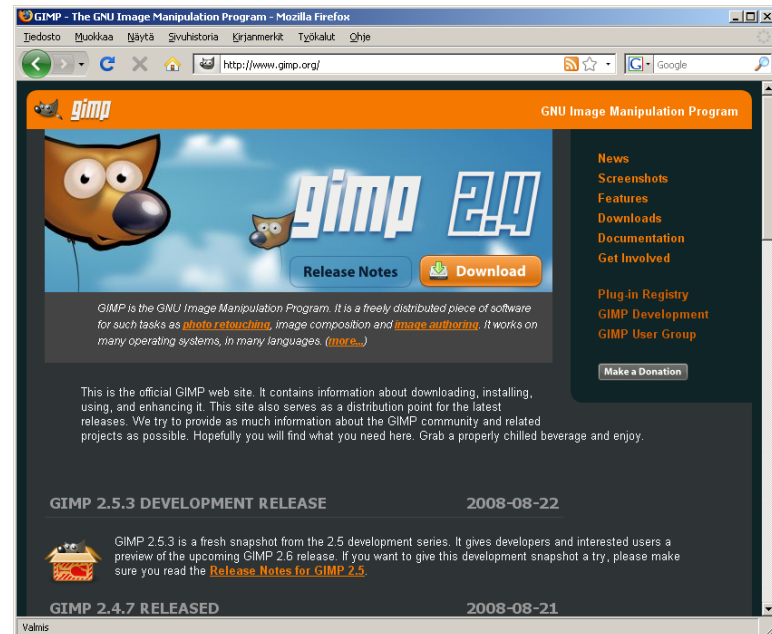 GIMP - The GNU Image Manipulation Program - Mozilla Firefox
Tiedosto Muokkaa Näytä Sivuhistoria Kirjanmerkit Työkalut Ohje
http://www.gimp.org/ Google
gimp GNU Image Manipulation Program
gimp 2.4
Release Notes Download
GIMP is the GNU Image Manipulation Program. It is a freely distributed piece of software
for such tasks as photo retouching, image composition and image authoring. It works on
many operating systems, in many languages. (more...)
News
Screenshots
Features
Downloads
Documentation
Get Involved
Plug-in Registry
GIMP Development
GIMP User Group
Make a Donation
This is the official GIMP web site. It contains information about downloading, installing,
using, and enhancing it. This site also serves as a distribution point for the latest
releases. We try to provide as much information about the GIMP community and related
projects as possible. Hopefully you will find what you need here. Grab a properly chilled beverage and enjoy.
GIMP 2.5.3 DEVELOPMENT RELEASE 2008-08-22
GIMP 2.5.3 is a fresh snapshot from the 2.5 development series. It gives developers and interested users a
preview of the upcoming GIMP 2.6 release. If you want to give this development snapshot a try, please make
sure you read the Release Notes for GIMP 2.5.
GIMP 2.4.7 RELEASED 2008-08-21
Valmis